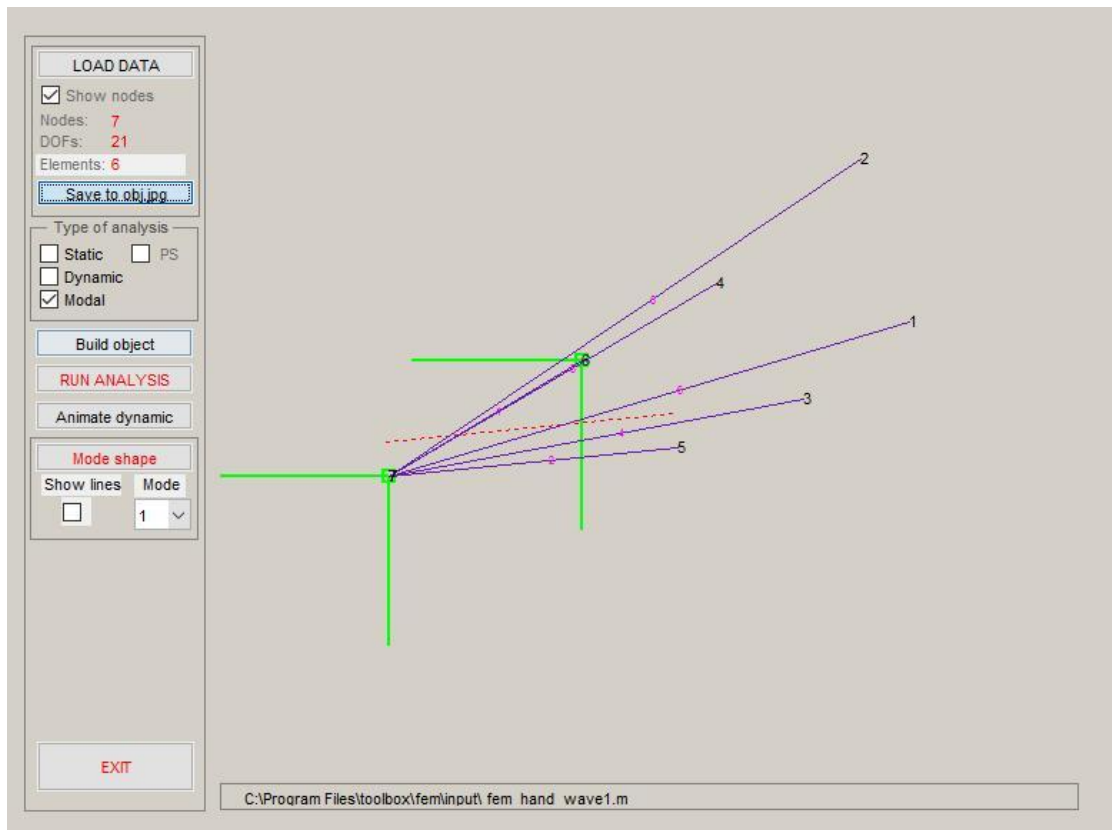 LOAD DATA
Show nodes
Nodes: 7
DOFs: 21
Elements: 6
Save to obj.jpg
Type of analysis
Static PS
Dynamic
Modal
Build object
RUN ANALYSIS
Animate dynamic
Mode shape
Show lines Mode
1
EXIT
2
4
1
6
3
5
7
C:\Program Files\toolbox\fem\input\ fem_hand_wave1.m